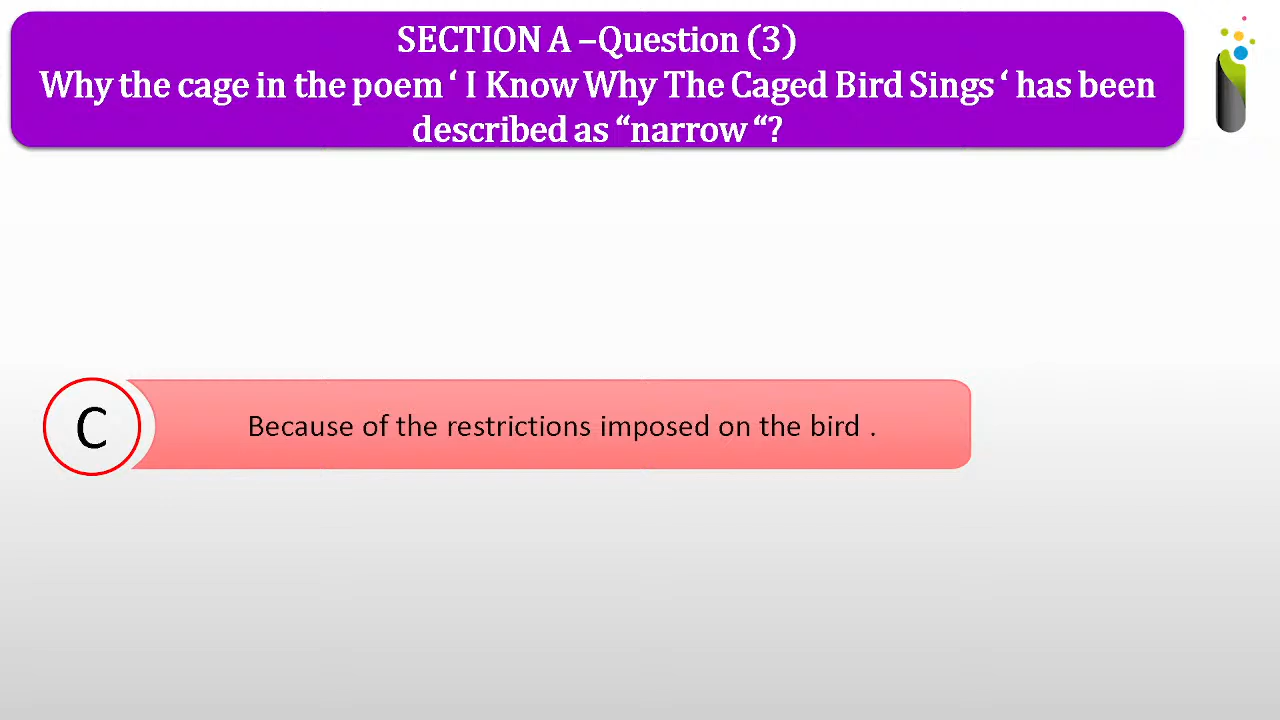 SECTION A –Question (3)
Why the cage in the poem ‘ I Know Why The Caged Bird Sings ‘ has been
described as “narrow “?
C
Because of the restrictions imposed on the bird .